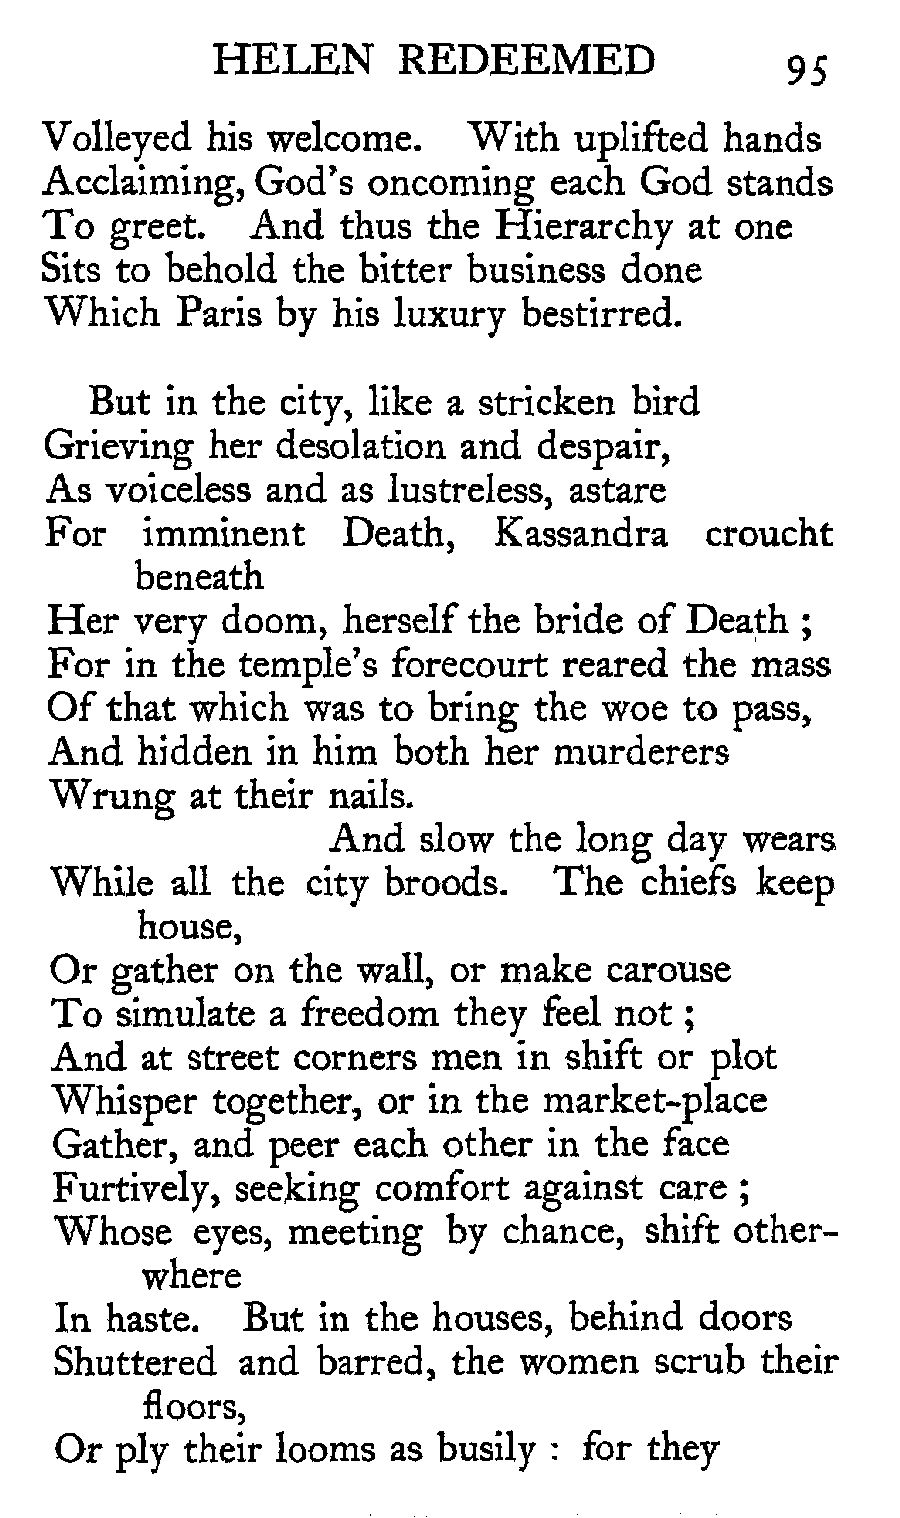 HELEN REDEEMED 95
Volleyed his welcome. With uplifted hands
Acclaiming, God's oncoming each God stands
To greet. And thus the Hierarchy at one
Sits to behold the bitter business done
Which Paris by his luxury bestirred.
But in the city, like a stricken bird
Grieving her desolation and despair,
As voiceless and as lustreless, astare
For imminent Death, Kassandra croucht
beneath
Her very doom, herself the bride of Death ;
For in the temple's forecourt reared the mass
Of that which was to bring the woe to pass,
And hidden in him both her murderers
Wrung at their nails.
And slow the long day wears
While all the city broods. The chiefs keep
house,
Or gather on the wall, or make carouse
To simulate a freedom they feel not ;
And at street corners men in shift or plot
Whisper together, or in the market-place
Gather, and peer each other in the face
Furtively, seeking comfort against care ;
Whose eyes, meeting by chance, shift other-
where
In haste. But in the houses, behind doors
Shuttered and barred, the women scrub their
floors,
Or ply their looms as busily : for they